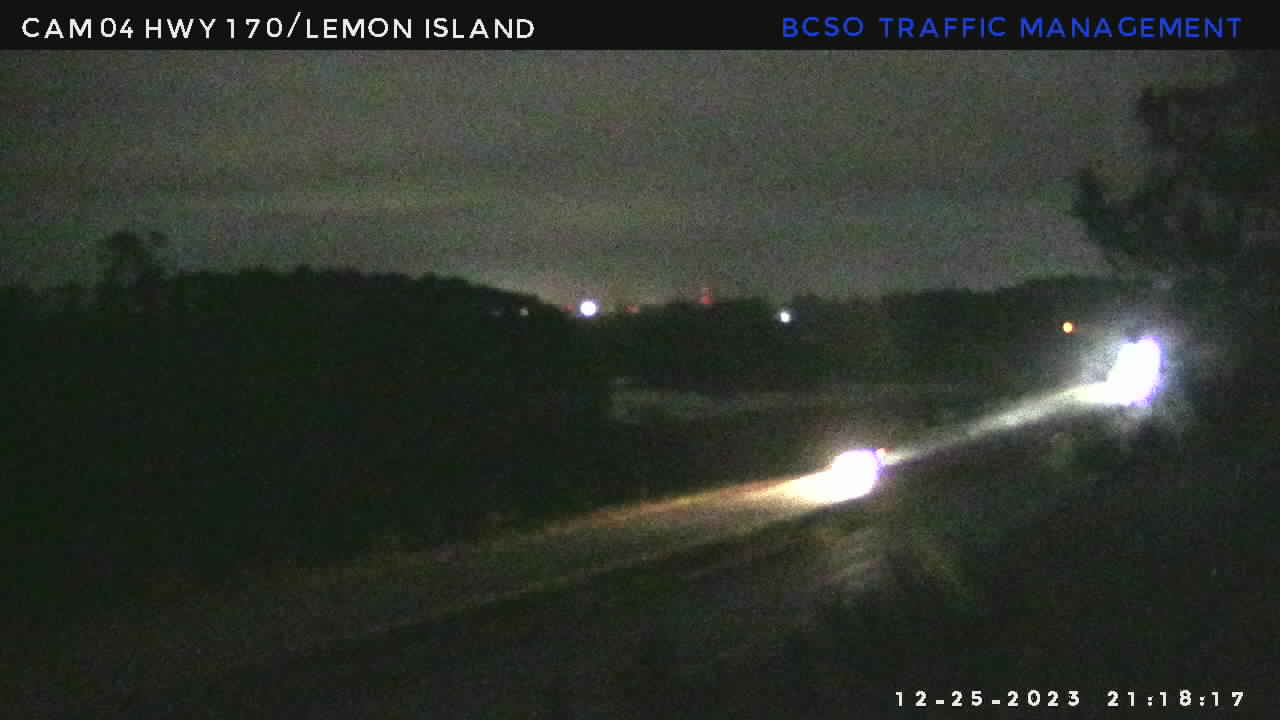 CAM04 HWY 170/LEMON ISLAND
BCSO TRAFFIC MANAGEMENT
12-25-2023 21:18:17